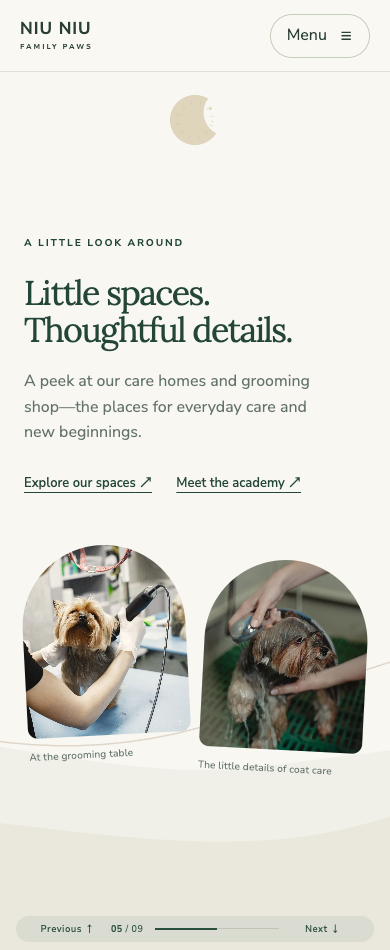 NIU NIU
FAMILY PAWS
Menu
A LITTLE LOOK AROUND
Little spaces.
Thoughtful details.
A peek at our care homes and grooming
shop—the places for everyday care and
new beginnings.
Explore our spaces ↗ Meet the academy ↗
At the grooming table
The little details of coat care
Previous ↑ 05 / 09 Next ↓